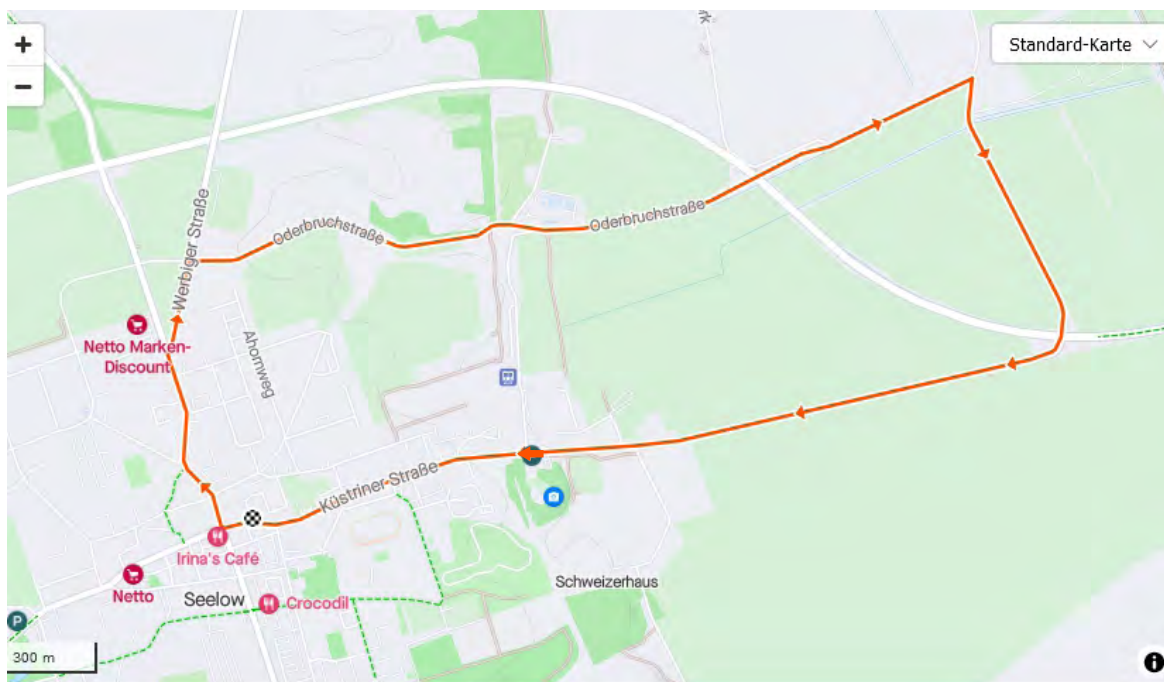 +
−
Standard-Karte
rk
Werbiger Straße
Oderbruchstraße
Oderbruchstraße
Netto Marken-
Discount
Ahornweg
Küstriner Straße
Irina's Café
Netto
Seelow
Crocodil
Schweizerhaus
P
300 m
i